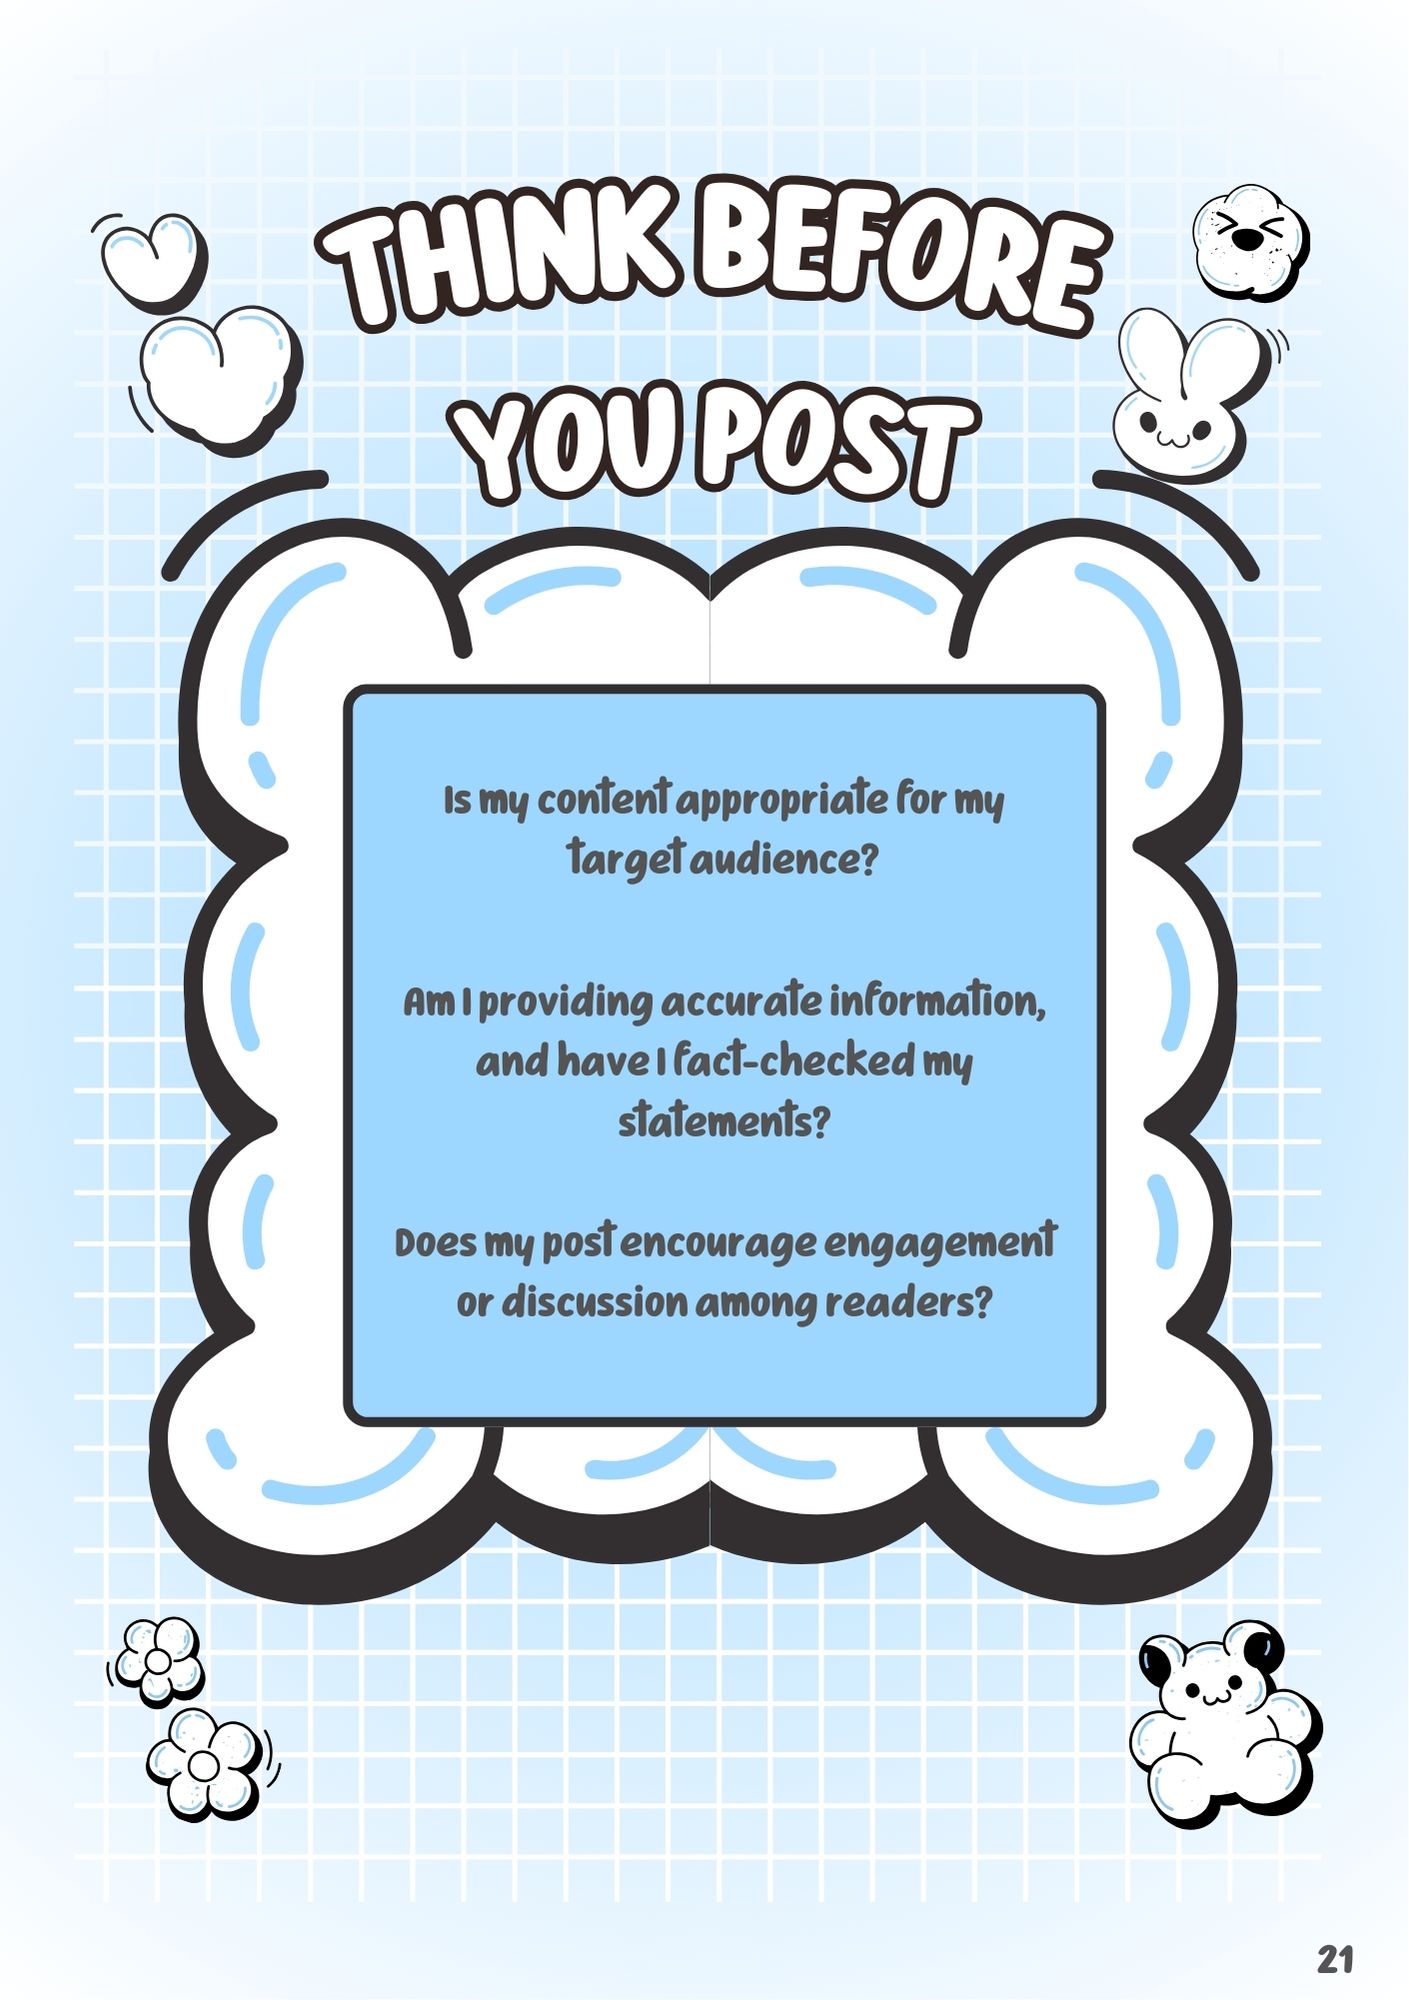 THINK BEFORE
YOU POST
Is my content appropriate for my
target audience?
Am I providing accurate information,
and have I fact-checked my
statements?
Does my post encourage engagement
or discussion among readers?
21